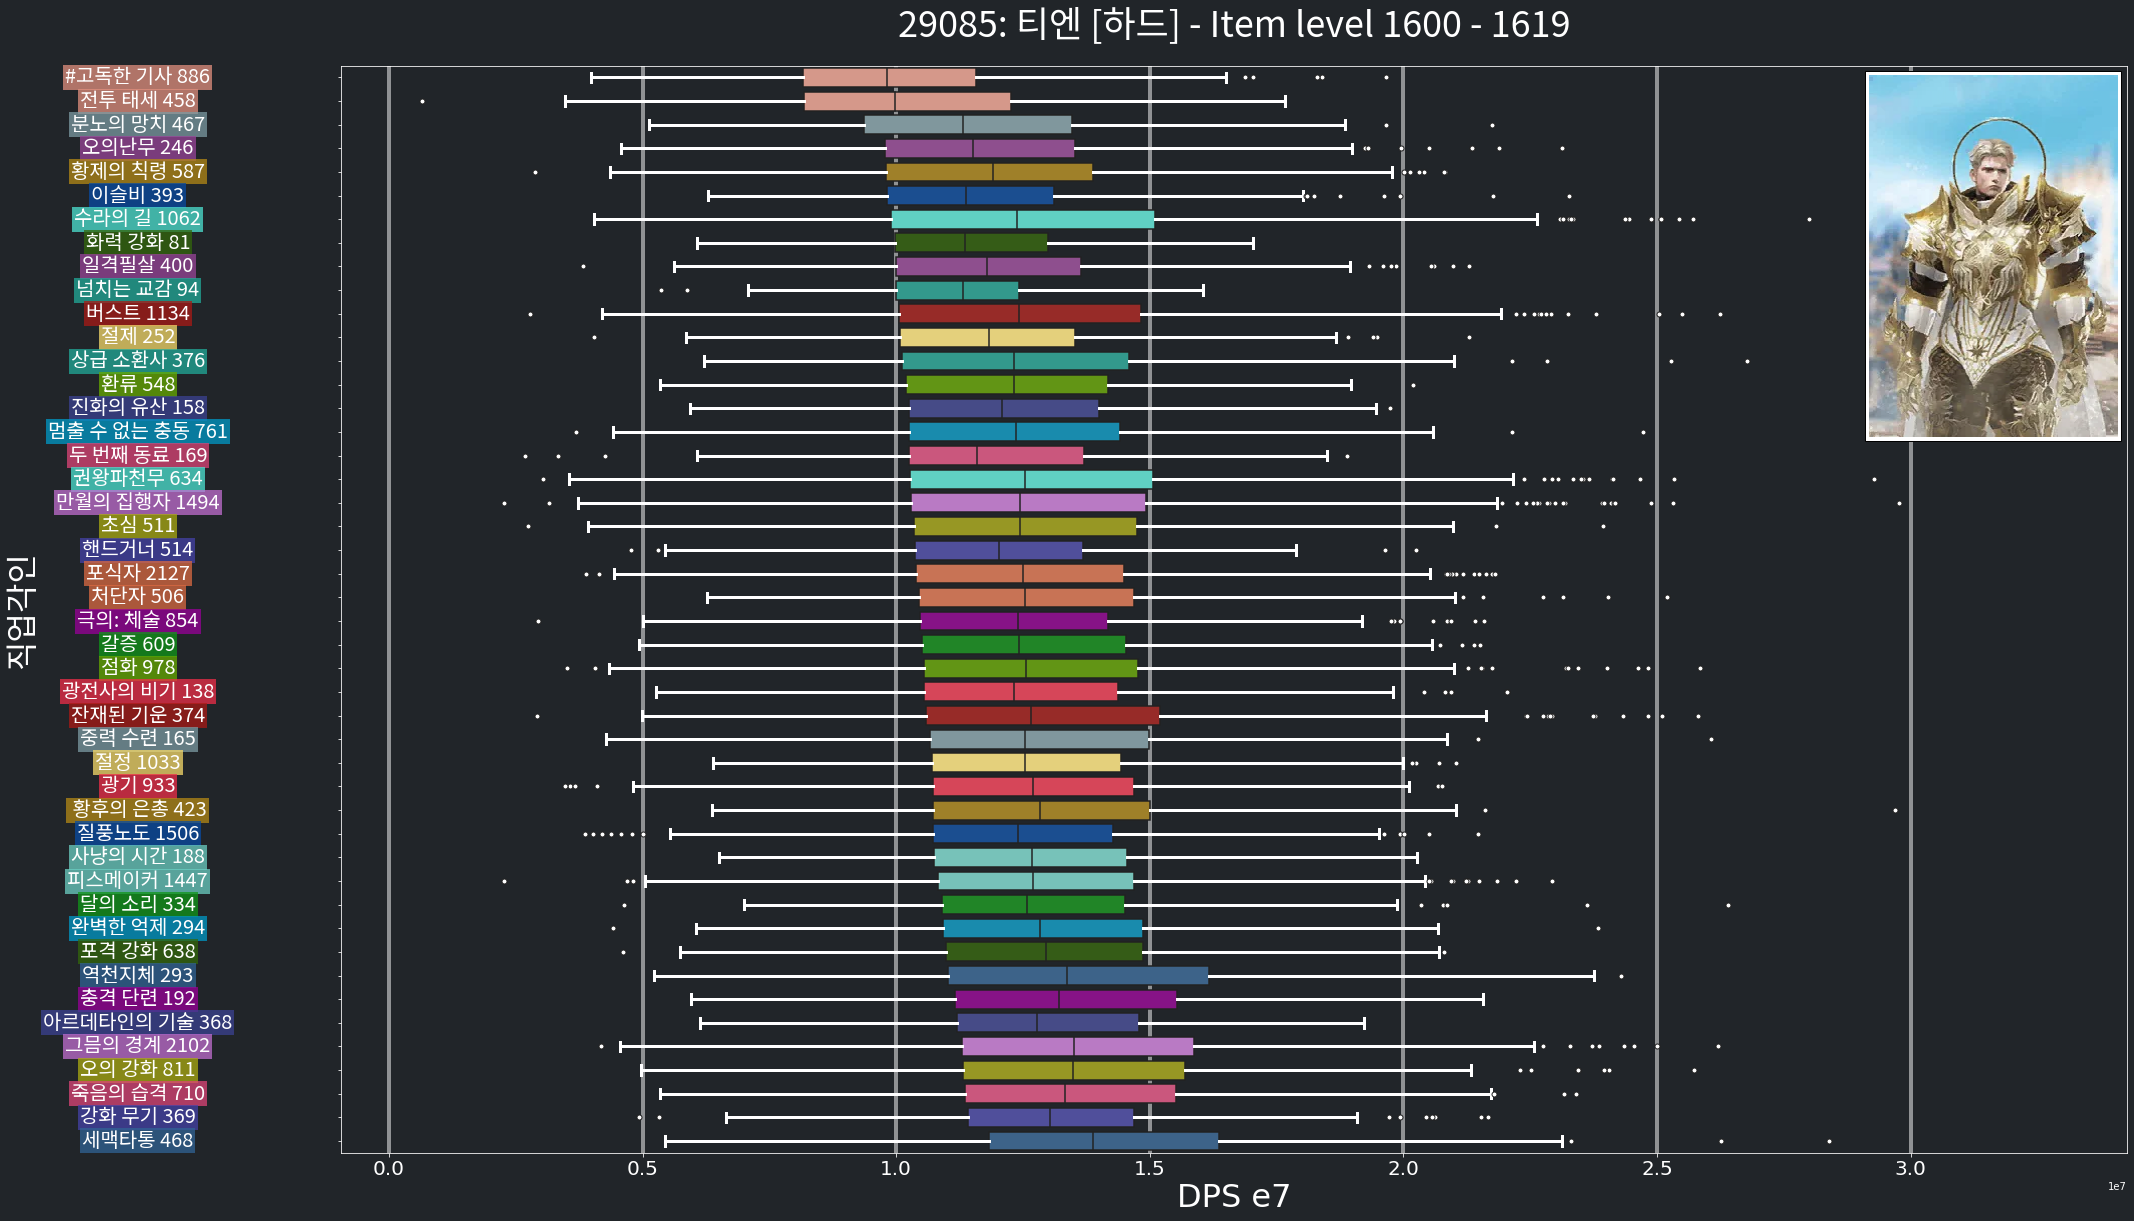 29085: 티엔 [하드] - Item level 1600 - 1619
#고독한 기사 886
전투 태세 458
분노의 망치 467
오의난무 246
황제의 칙령 587
이슬비 393
수라의 길 1062
화력 강화 81
일격필살 400
넘치는 교감 94
버스트 1134
절제 252
상급 소환사 376
환류 548
진화의 유산 158
멈출 수 없는 충동 761
두 번째 동료 169
권왕파천무 634
만월의 집행자 1494
초심 511
핸드거너 514
포식자 2127
처단자 506
극의: 체술 854
갈증 609
점화 978
광전사의 비기 138
잔재된 기운 374
중력 수련 165
절정 1033
광기 933
황후의 은총 423
질풍노도 1506
사냥의 시간 188
피스메이커 1447
달의 소리 334
완벽한 억제 294
포격 강화 638
역천지체 293
충격 단련 192
아르데타인의 기술 368
그믐의 경계 2102
오의 강화 811
죽음의 습격 710
강화 무기 369
세맥타통 468
직업각인
0.0 0.5 1.0 1.5 2.0 2.5 3.0
1e7
DPS e7